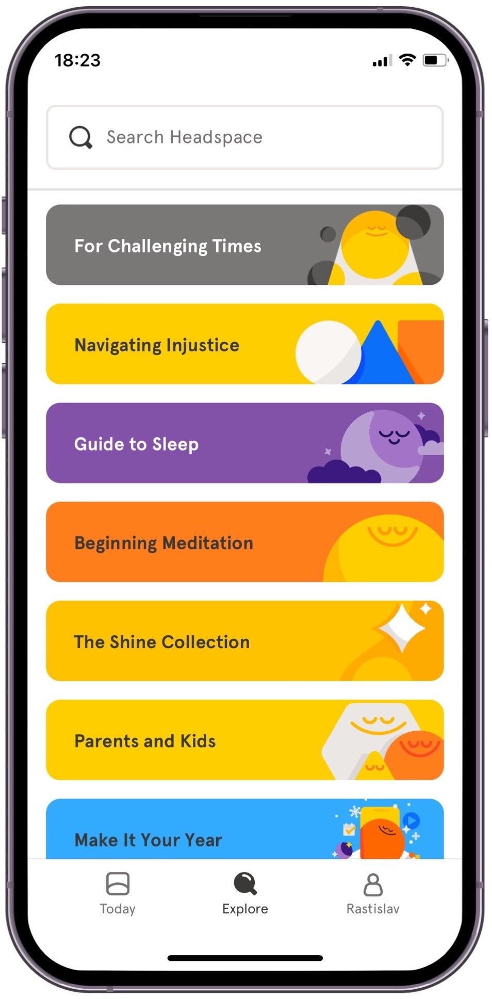 18:23
Search Headspace
For Challenging Times
Navigating Injustice
Guide to Sleep
Beginning Meditation
The Shine Collection
Parents and Kids
Make It Your Year
Today
Explore
Rastislav